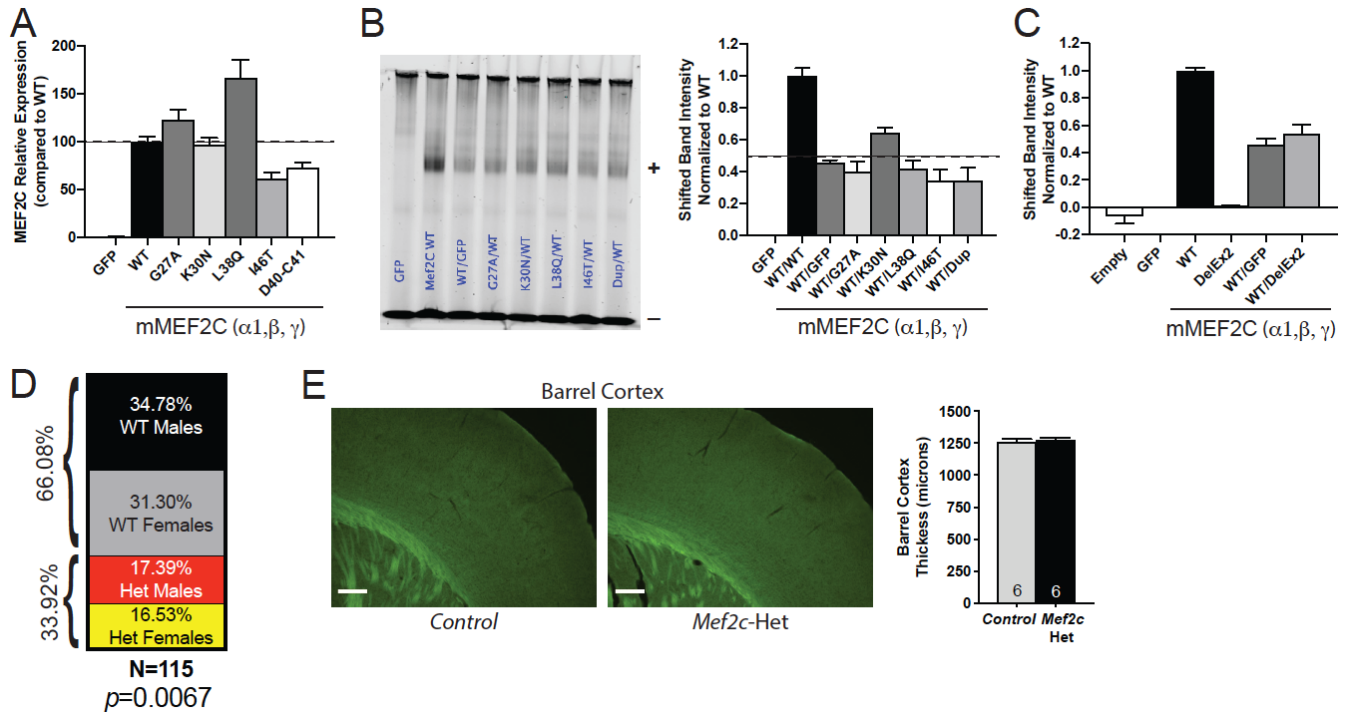 A
MEF2C Relative Expression
(compared to WT)
200
150
100
50
0
GFP
WT
G27A
K30N
L38Q
I46T
D40-C41
mMEF2C (α1,β, γ)
B
GFP
Mef2C WT
WT/GFP
G27A/WT
K30N/WT
L38Q/WT
I46T/WT
Dup/WT
+
–
Shifted Band Intensity
Normalized to WT
1.2
1.0
0.8
0.6
0.4
0.2
0.0
GFP
WT/WT
WT/GFP
WT/G27A
WT/K30N
WT/L38Q
WT/I46T
WT/Dup
mMEF2C (α1,β, γ)
C
Shifted Band Intensity
Normalized to WT
1.2
1.0
0.8
0.6
0.4
0.2
0.0
-0.2
Empty
GFP
WT
DelEx2
WT/GFP
WT/DelEx2
mMEF2C (α1,β, γ)
D
66.08%
33.92%
34.78%
WT Males
31.30%
WT Females
17.39%
Het Males
16.53%
Het Females
N=115
p=0.0067
E
Barrel Cortex
Control
Mef2c-Het
Barrel Cortex
Thickess (microns)
1500
1250
1000
750
500
250
0
6
6
Control
Mef2c
Het